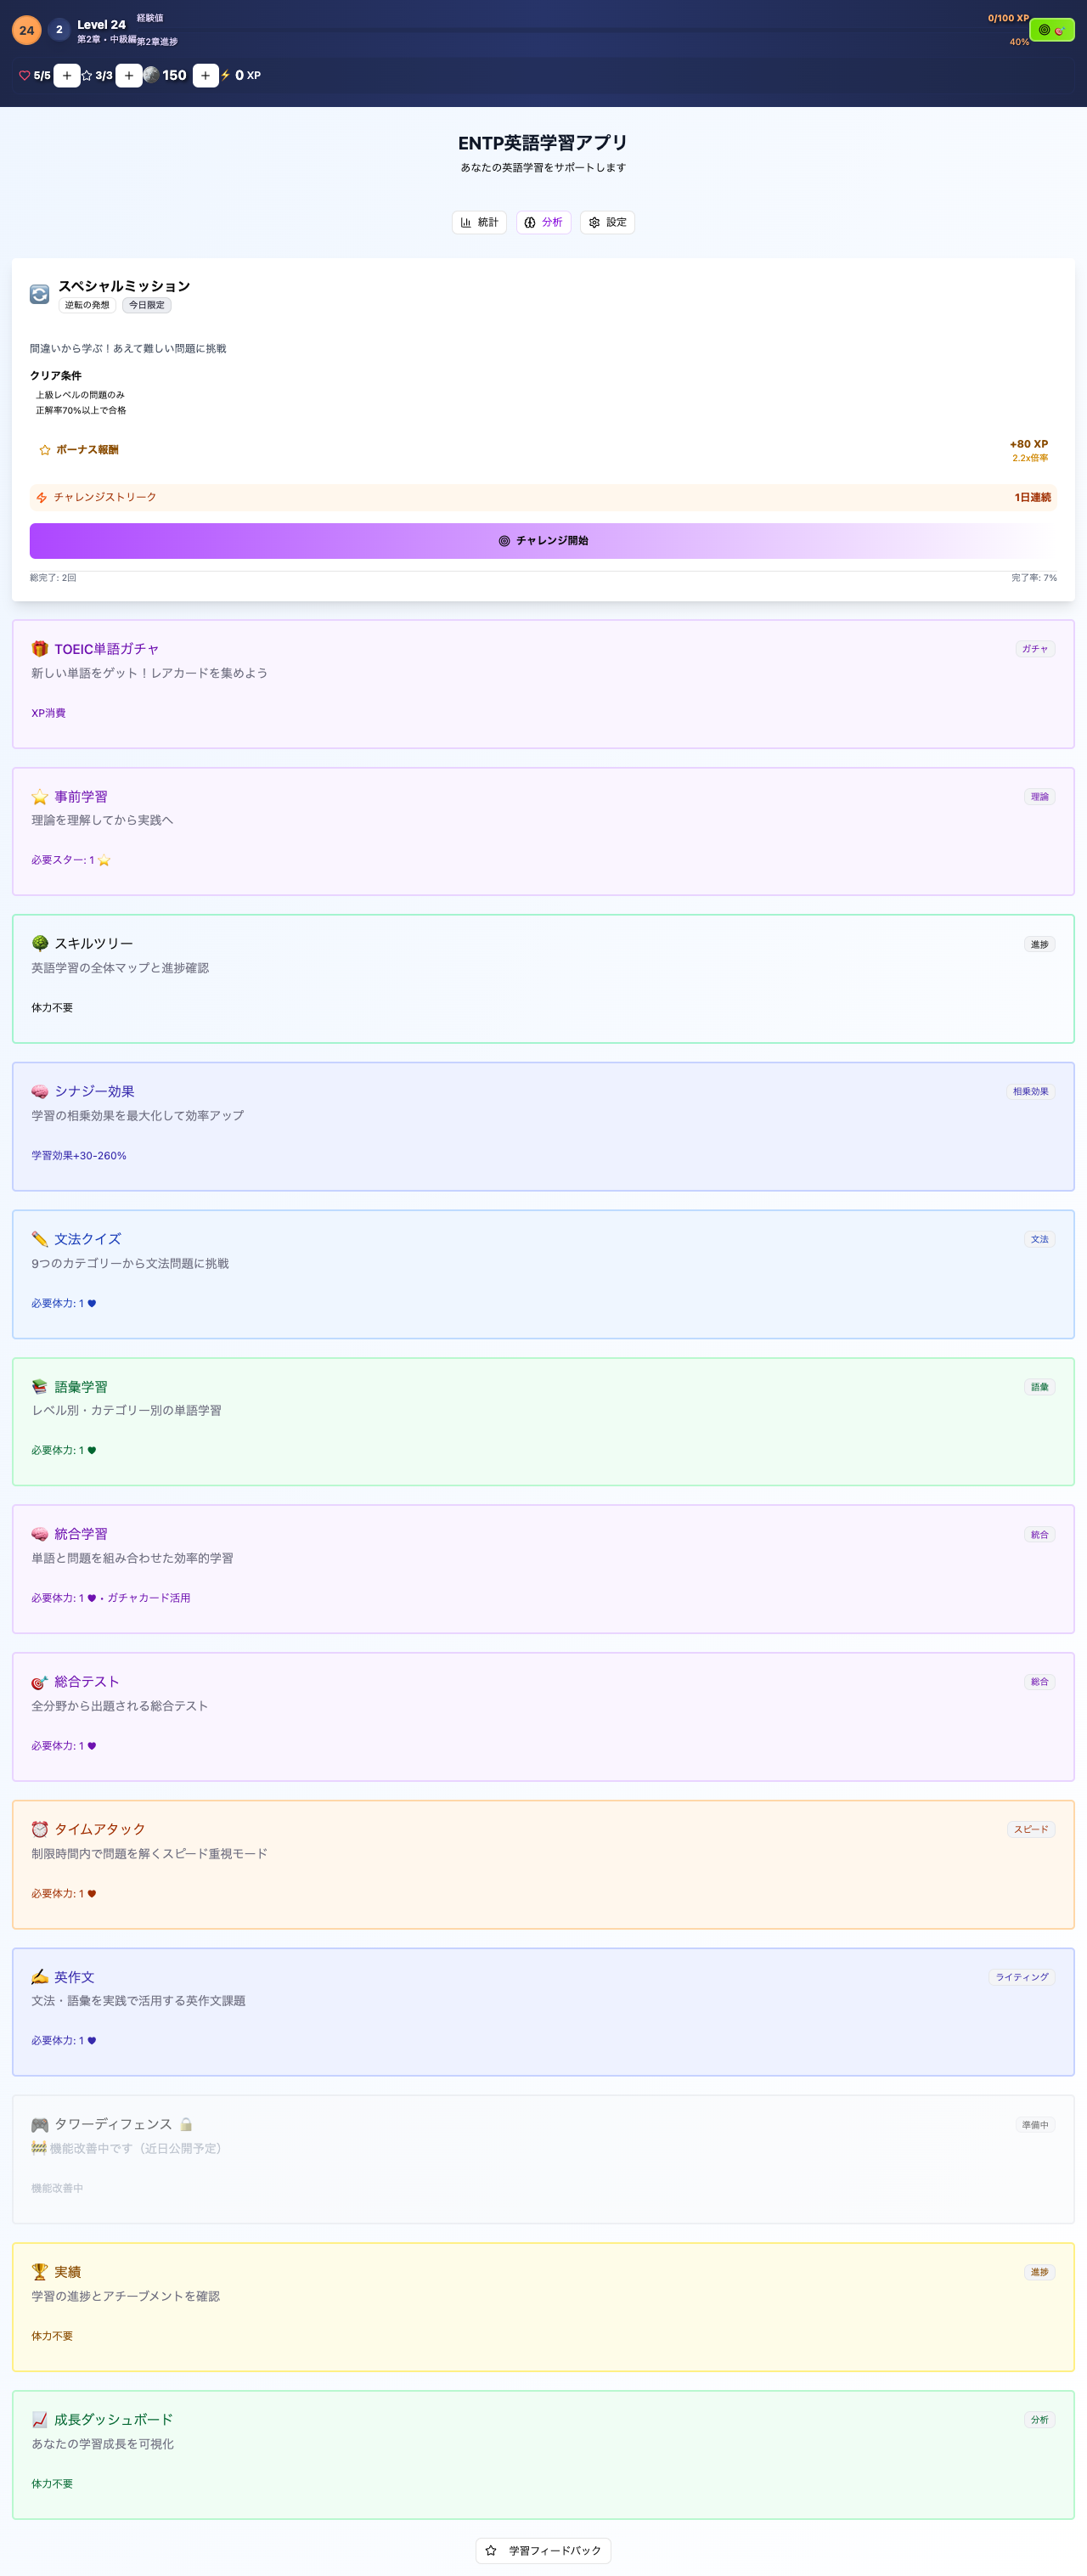 24
2
Level 24
第2章・中級編
経験値
0/100 XP
第2章進捗
40%
5/5
3/3
150
0 XP
ENTP英語学習アプリ
あなたの英語学習をサポートします
統計
分析
設定
スペシャルミッション
逆転の発想
今日限定
間違いから学ぶ！あえて難しい問題に挑戦
クリア条件
上級レベルの問題のみ
正解率70%以上で合格
ボーナス報酬
+80 XP
2.2x倍率
チャレンジストリーク
1日連続
チャレンジ開始
総完了: 2回
完了率: 7%
TOEIC単語ガチャ
ガチャ
新しい単語をゲット！レアカードを集めよう
XP消費
事前学習
理論
理論を理解してから実践へ
必要スター: 1 ⭐
スキルツリー
進捗
英語学習の全体マップと進捗確認
体力不要
シナジー効果
相乗効果
学習の相乗効果を最大化して効率アップ
学習効果+30-260%
文法クイズ
文法
9つのカテゴリーから文法問題に挑戦
必要体力: 1 ♥
語彙学習
語彙
レベル別・カテゴリー別の単語学習
必要体力: 1 ♥
統合学習
統合
単語と問題を組み合わせた効率的学習
必要体力: 1 ♥ • ガチャカード活用
総合テスト
総合
全分野から出題される総合テスト
必要体力: 1 ♥
タイムアタック
スピード
制限時間内で問題を解くスピード重視モード
必要体力: 1 ♥
英作文
ライティング
文法・語彙を実践で活用する英作文課題
必要体力: 1 ♥
タワーディフェンス 🔒
準備中
🚧 機能改善中です（近日公開予定）
機能改善中
実績
進捗
学習の進捗とアチーブメントを確認
体力不要
成長ダッシュボード
分析
あなたの学習成長を可視化
体力不要
学習フィードバック